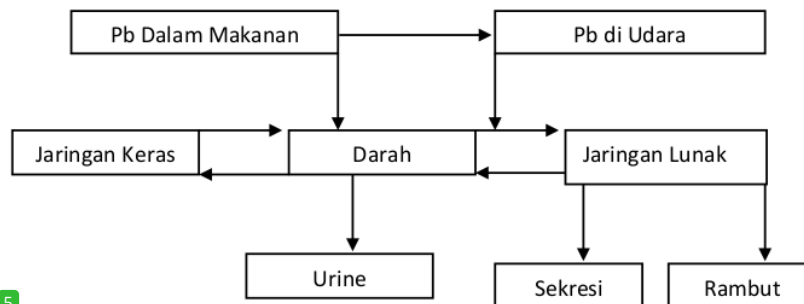 Pb Dalam Makanan
Pb di Udara
Jaringan Keras
Darah
Jaringan Lunak
Urine
Sekresi
Rambut
5